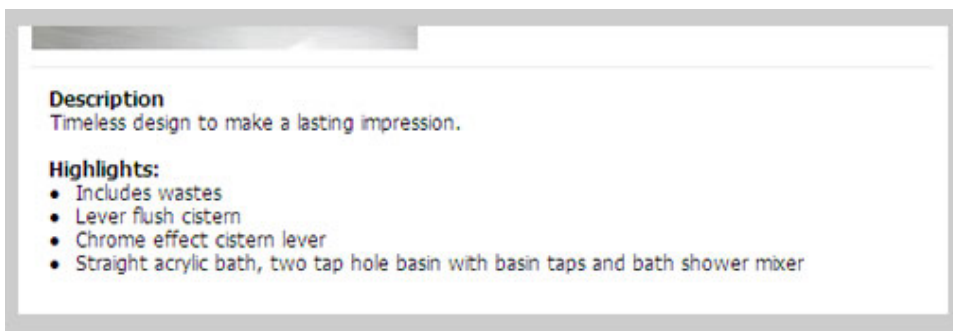 Description
Timeless design to make a lasting impression.
Highlights:
• Includes wastes
• Lever flush cistern
• Chrome effect cistern lever
• Straight acrylic bath, two tap hole basin with basin taps and bath shower mixer